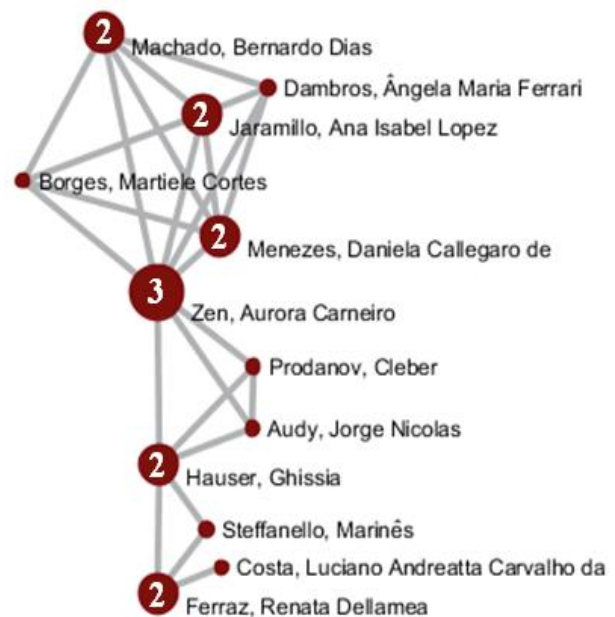 2
Machado, Bernardo Dias
Dambros, Ângela Maria Ferrari
2
Jaramillo, Ana Isabel Lopez
Borges, Martiele Cortes
2
Menezes, Daniela Callegaro de
3
Zen, Aurora Carneiro
Prodanov, Cleber
Audy, Jorge Nicolas
2
Hauser, Ghissia
Steffanello, Marinês
Costa, Luciano Andreatta Carvalho da
2
Ferraz, Renata Dellamea